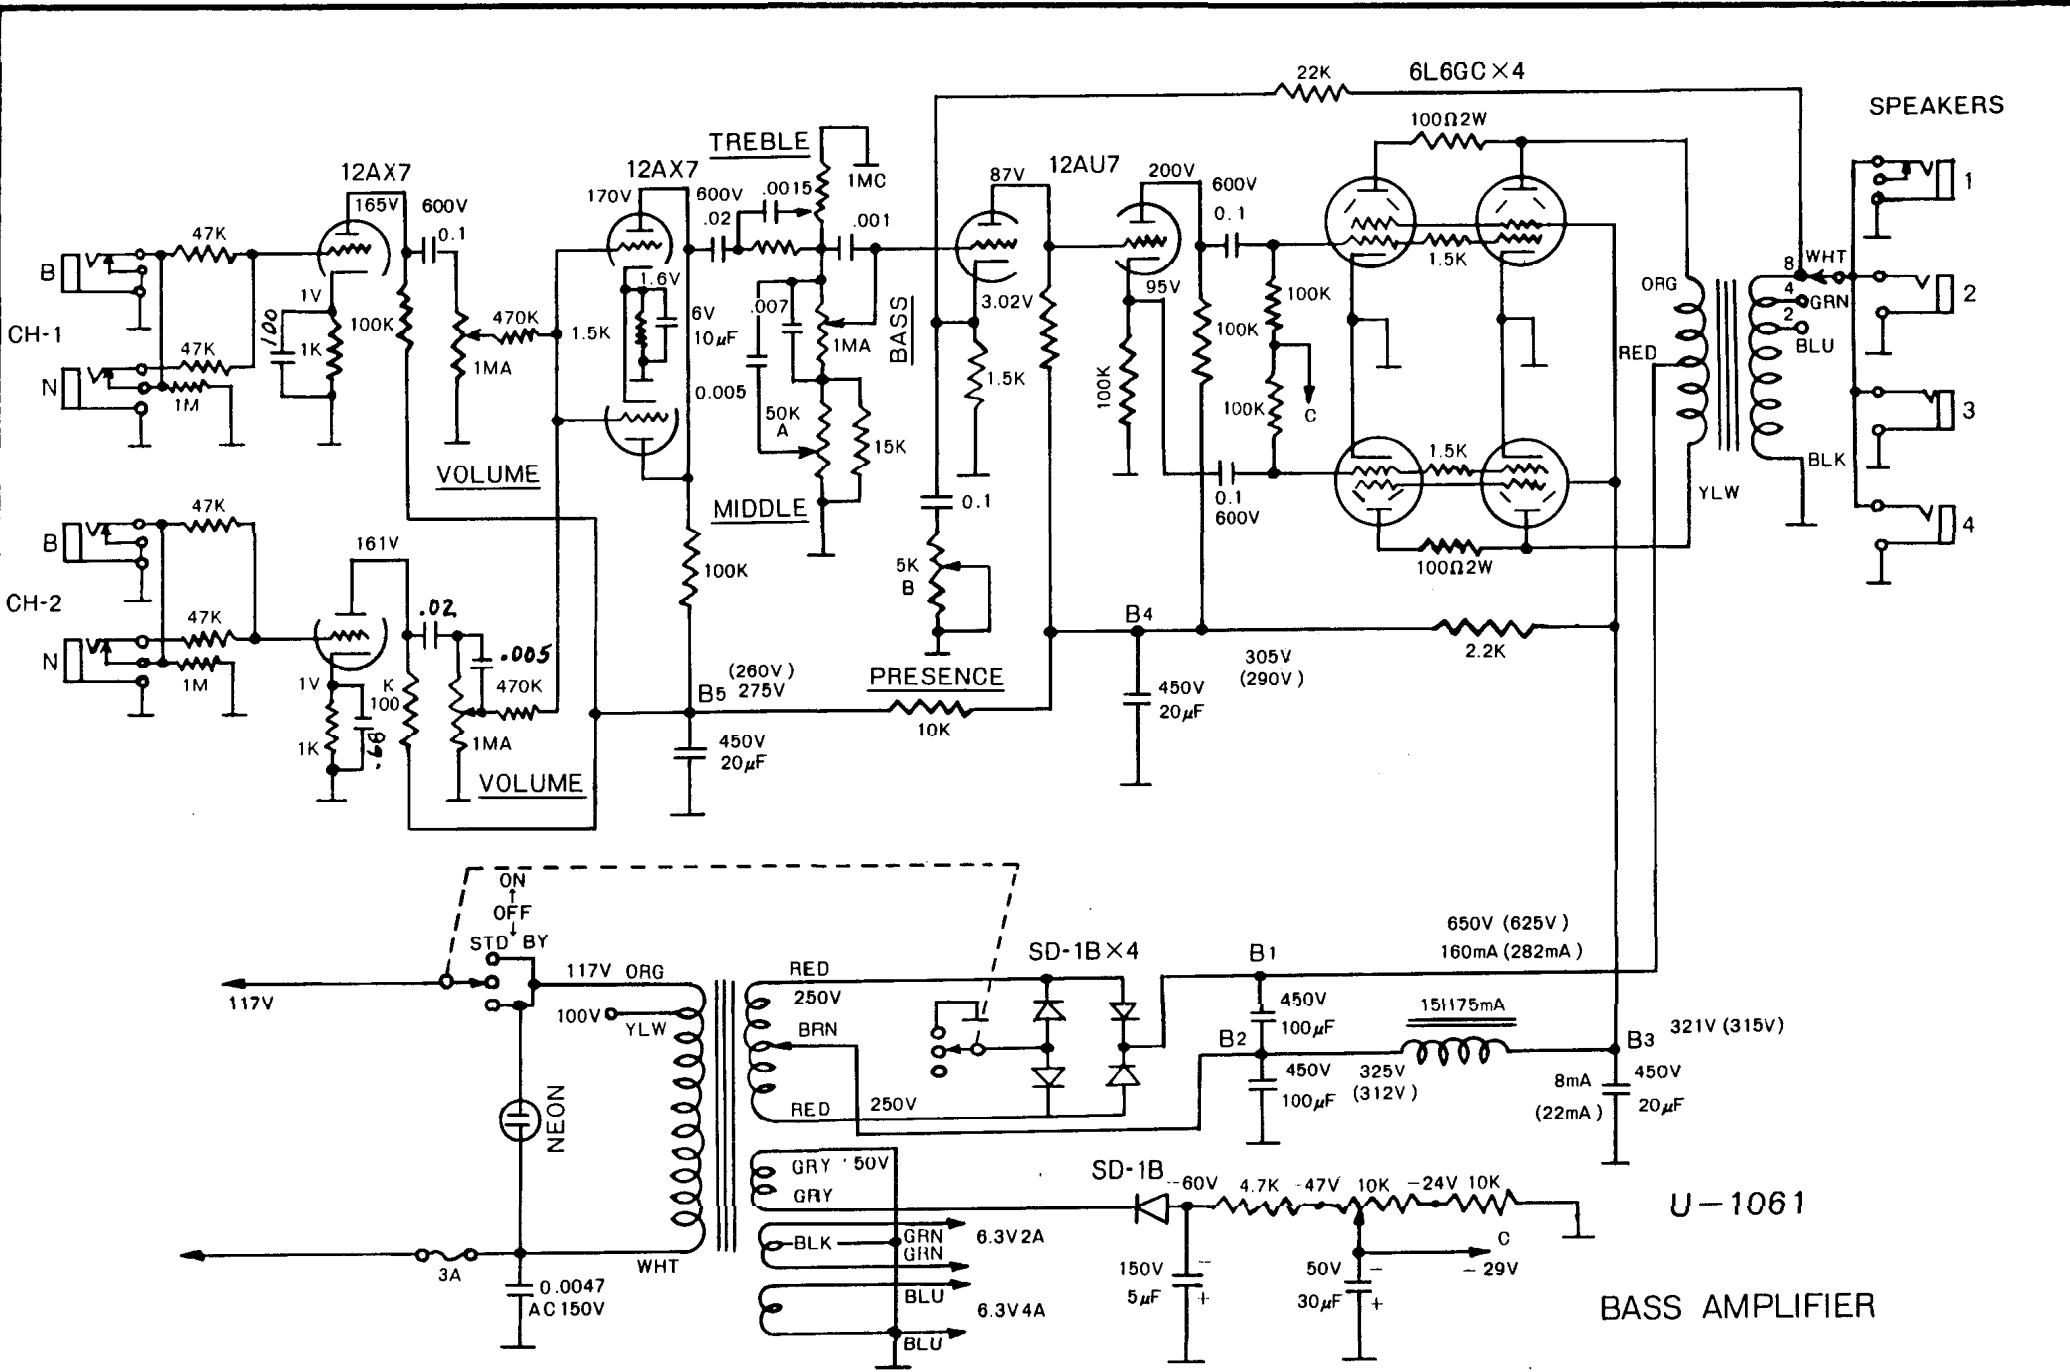 22K
6L6GC×4
SPEAKERS
100Ω2W
TREBLE
12AX7
12AX7
12AU7
1MC
87V
200V
165V
600V
0.1
170V
600V
.02
.0015
.001
600V
0.1
1
47K
B
1V
100
1K
100K
470K
1MA
1.5K
1.6V
6V
10μF
.007
1MA
BASS
3.02V
95V
100K
100K
1.5K
ORG
8
WHT
4
GRN
2
BLU
2
CH-1
47K
N
1M
0.005
50K
A
15K
1.5K
100K
100K
C
RED
3
VOLUME
MIDDLE
0.1
0.1
600V
1.5K
YLW
BLK
4
47K
B
161V
100K
5K
B
100Ω2W
CH-2
47K
N
1M
.02
.005
470K
1V
K
100
1K
.68
1MA
VOLUME
B5
(260V)
275V
450V
20μF
PRESENCE
10K
B4
450V
20μF
305V
(290V)
2.2K
ON
OFF
STD BY
117V
117V
ORG
100V
YLW
RED
250V
BRN
RED
250V
SD-1B×4
B1
650V (625V)
160mA (282mA)
450V
100μF
B2
450V
100μF
15H75mA
325V
(312V)
B3
321V (315V)
8mA
(22mA)
450V
20μF
NEON
GRY
50V
GRY
SD-1B
-60V
4.7K
-47V
10K
-24V
10K
U-1061
BLK
GRN
GRN
6.3V2A
WHT
3A
0.0047
AC150V
BLU
6.3V4A
BLU
150V
-
5μF
+
50V
-
30μF
+
C
-29V
BASS AMPLIFIER